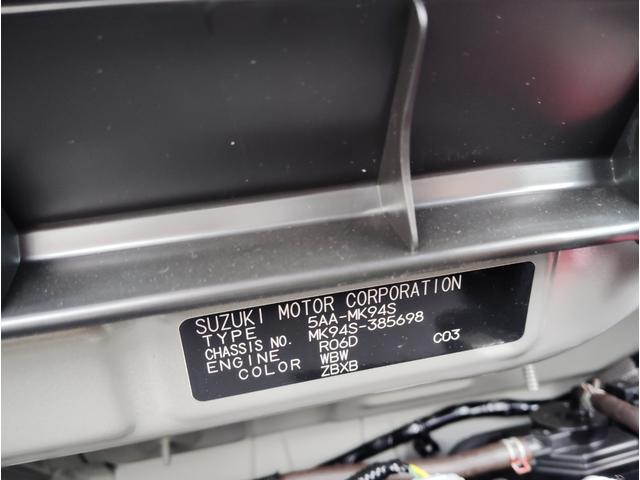 SUZUKI MOTOR CORPORATION
TYPE 5AA-MK94S
CHASSIS NO. MK94S-385698
ENGINE R06D C03
COLOR WBW
ZBXB